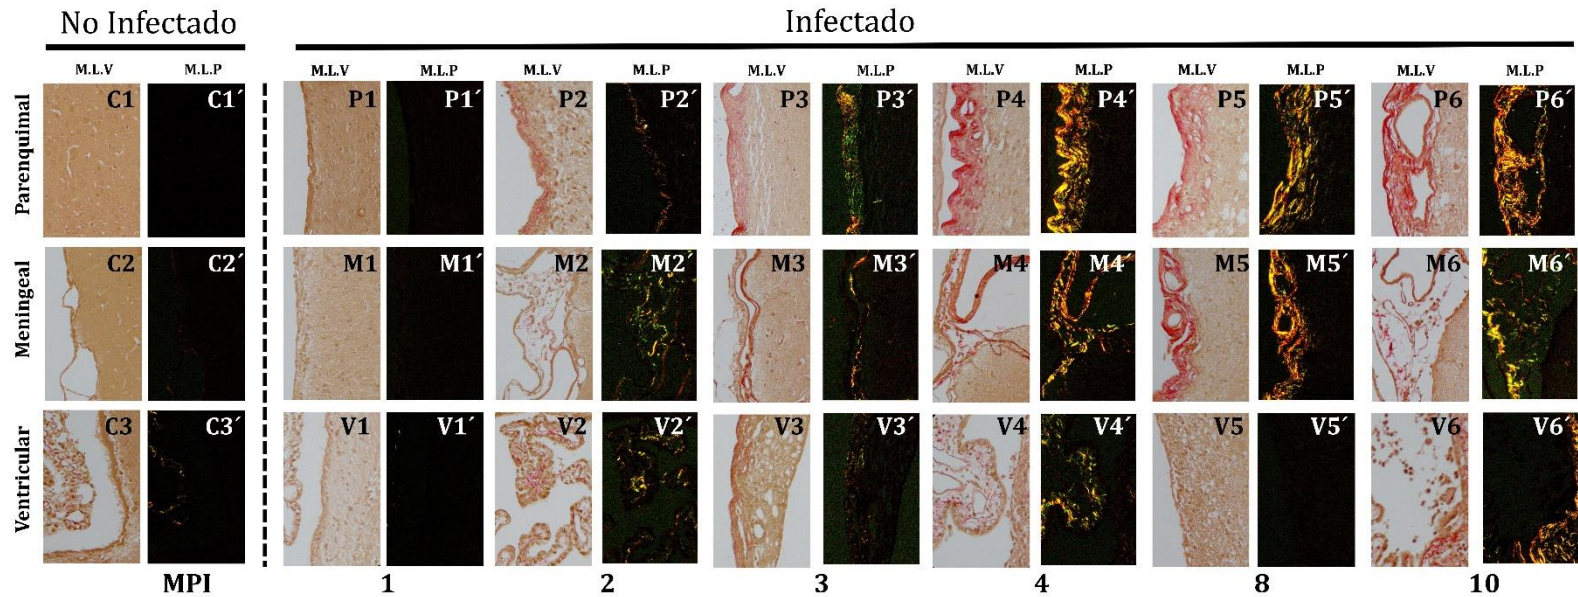 No Infectado Infectado
M.L.V M.L.P M.L.V M.L.P M.L.V M.L.P M.L.V M.L.P M.L.V M.L.P M.L.V M.L.P M.L.V M.L.P
Parenquimal C1 C1´ P1 P1´ P2 P2´ P3 P3´ P4 P4´ P5 P5´ P6 P6´
Meningeal C2 C2´ M1 M1´ M2 M2´ M3 M3´ M4 M4´ M5 M5´ M6 M6´
Ventricular C3 C3´ V1 V1´ V2 V2´ V3 V3´ V4 V4´ V5 V5´ V6 V6´
MPI 1 2 3 4 8 10